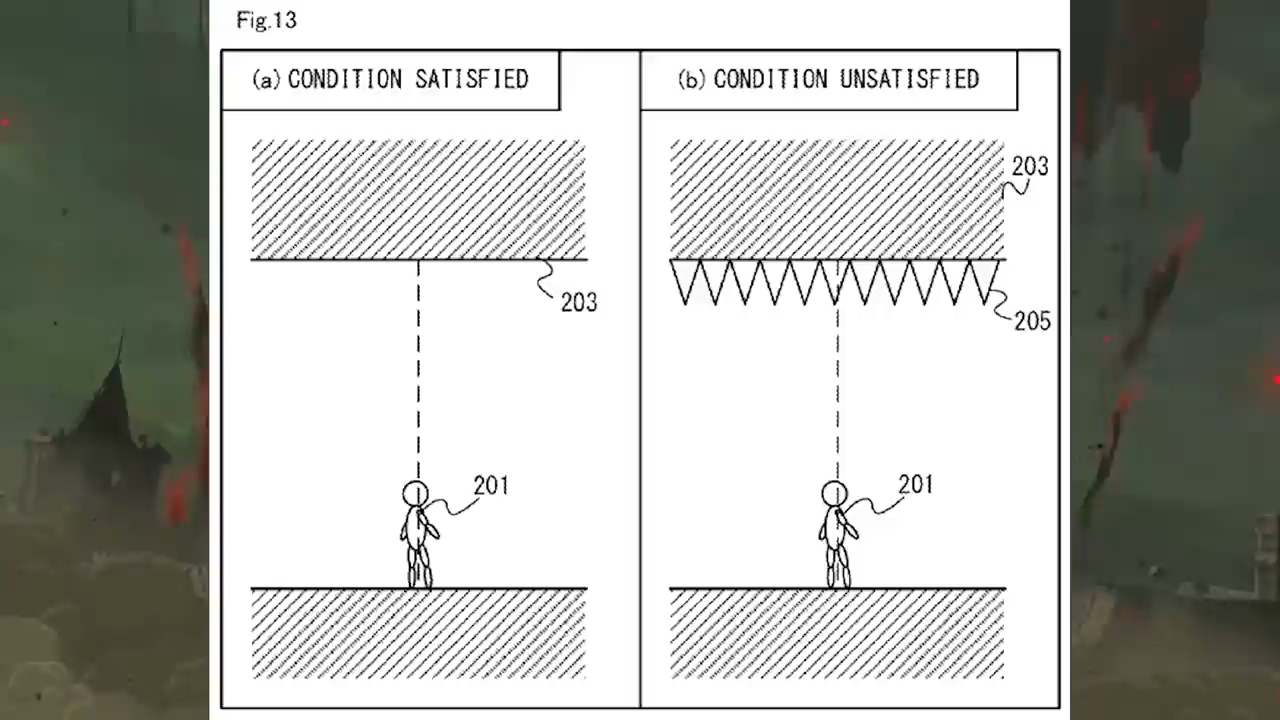 Fig.13
(a) CONDITION SATISFIED
(b) CONDITION UNSATISFIED
203
203
205
201
201